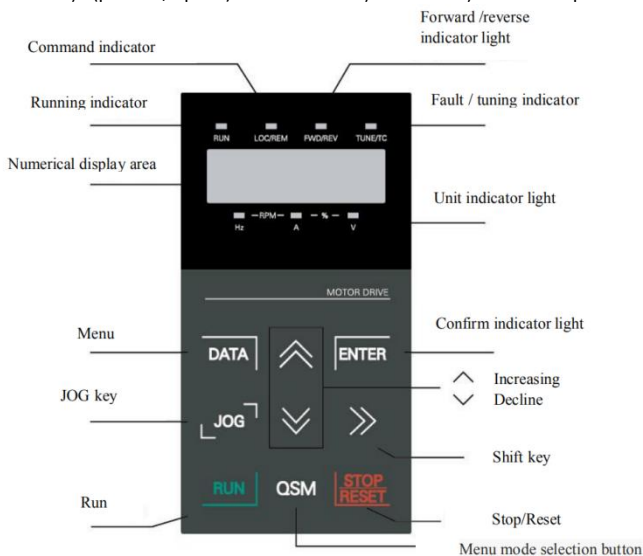 Forward /reverse
indicator light
Command indicator
Running indicator
Fault / tuning indicator
RUN LOC/REM FWD/REV TUNE/TC
Numerical display area
Unit indicator light
RPM %
Hz A V
MOTOR DRIVE
Menu
Confirm indicator light
DATA ENTER
Increasing
Decline
JOG key
JOG
Shift key
RUN QSM STOP
RESET
Run
Stop/Reset
Menu mode selection button